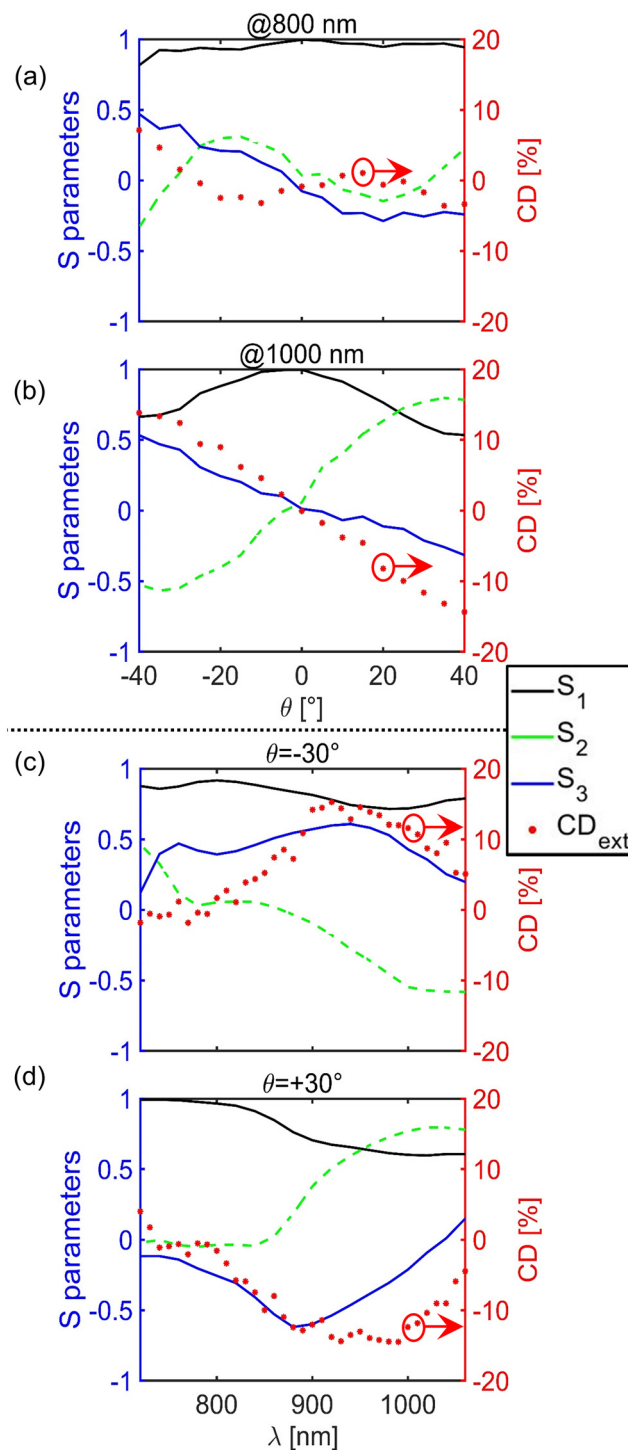 @800 nm
(a)
1
0.5
0
-0.5
-1
S parameters
20
10
0
-10
-20
CD [%]
@1000 nm
(b)
1
0.5
0
-0.5
-1
S parameters
20
10
0
-10
-20
CD [%]
-40 -20 0 20 40
θ [°]
S1
S2
S3
CDext
θ=-30°
(c)
1
0.5
0
-0.5
-1
S parameters
20
10
0
-10
-20
CD [%]
θ=+30°
(d)
1
0.5
0
-0.5
-1
S parameters
20
10
0
-10
-20
CD [%]
800 900 1000
λ [nm]